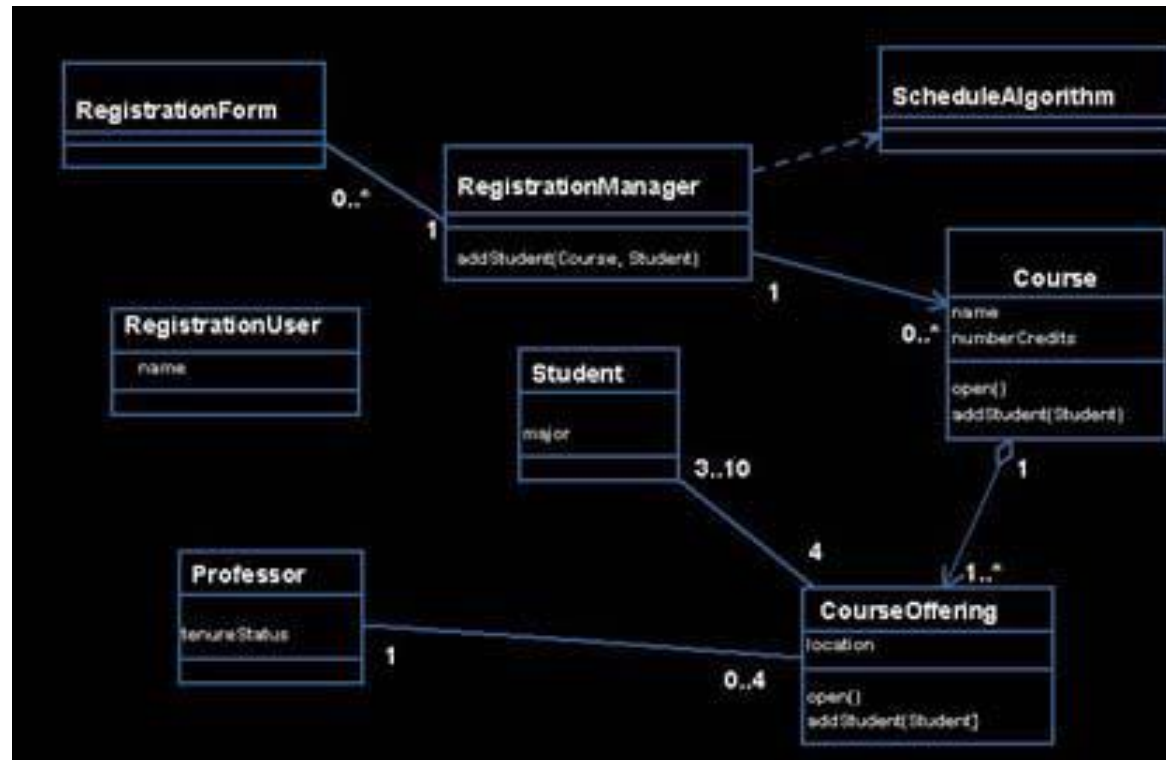 RegistrationForm
ScheduleAlgorithm
0..*
RegistrationManager
1
addStudent(Course, Student)
1
Course
0..*
name
numberCredits
open()
addStudent(Student)
1
RegistrationUser
name
Student
major
3..10
4
1..*
Professor
tenureStatus
1
0..4
CourseOffering
location
open()
addStudent(Student]